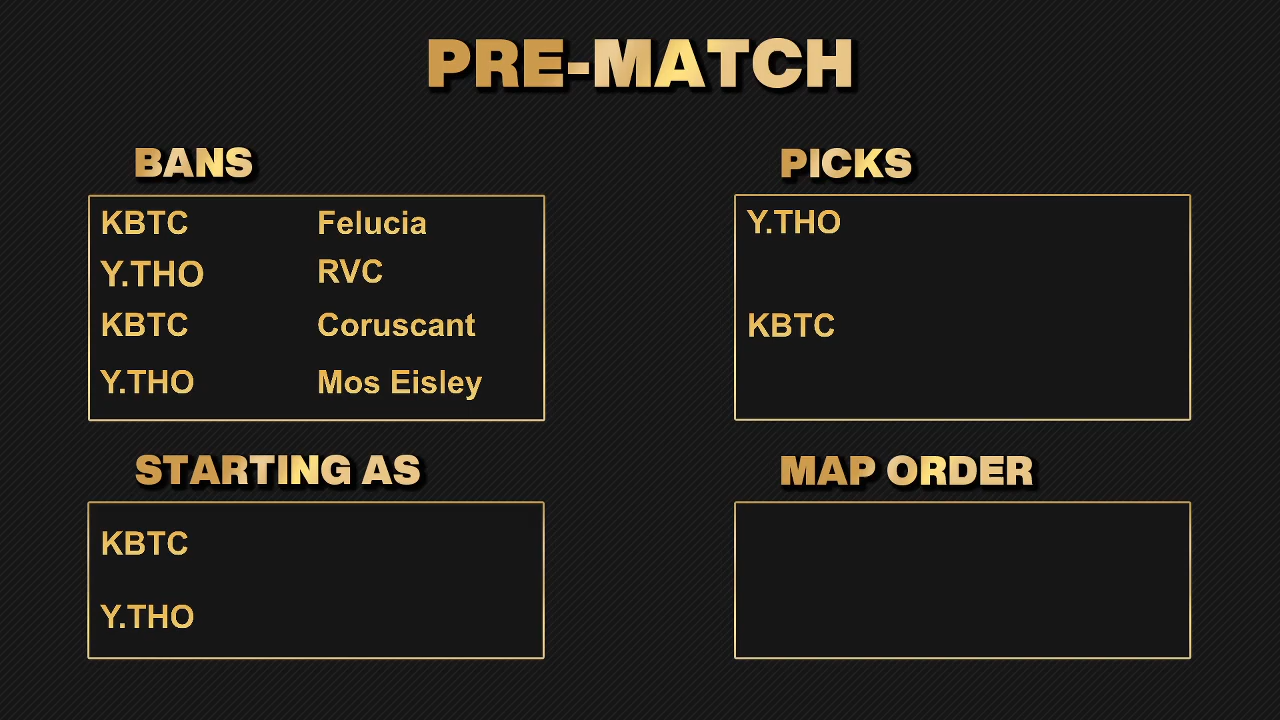 PRE-MATCH
BANS
KBTC Felucia
Y.THO RVC
KBTC Coruscant
Y.THO Mos Eisley
PICKS
Y.THO
KBTC
STARTING AS
KBTC
Y.THO
MAP ORDER